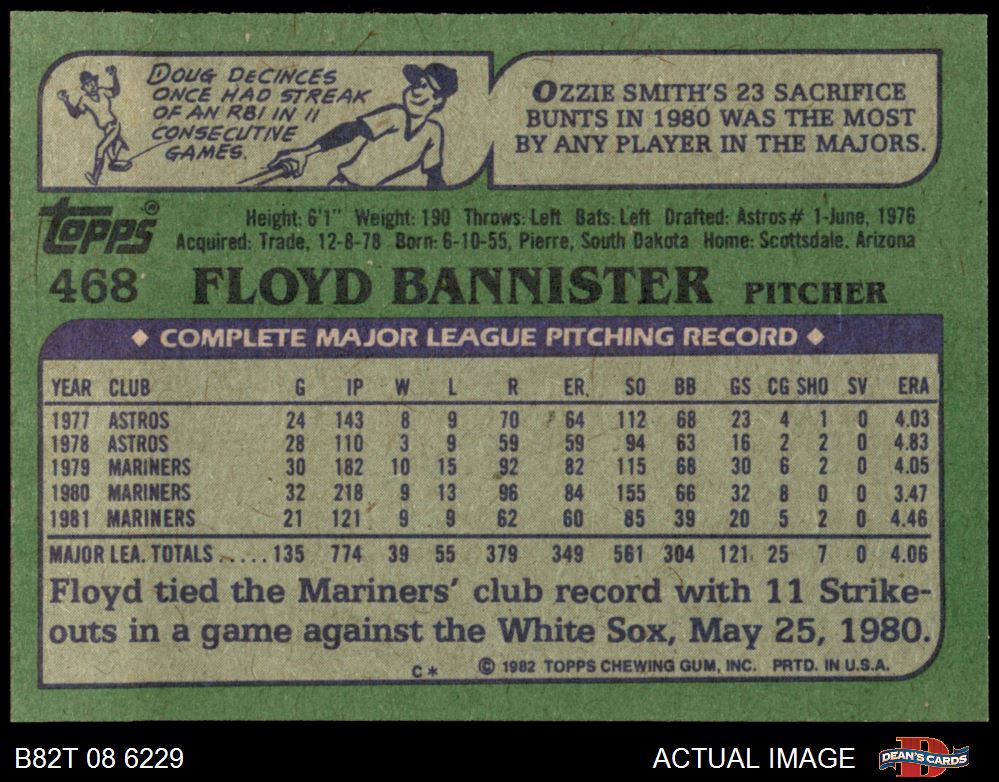 DOUG DECINCES
ONCE HAD STREAK
OF AN RBI IN 11
CONSECUTIVE
GAMES.
OZZIE SMITH'S 23 SACRIFICE
BUNTS IN 1980 WAS THE MOST
BY ANY PLAYER IN THE MAJORS.
topps®
Height: 6'1" Weight: 190 Throws: Left Bats: Left Drafted: Astros# 1-June, 1976
Acquired: Trade, 12-8-78 Born: 6-10-55, Pierre, South Dakota Home: Scottsdale. Arizona
468 FLOYD BANNISTER PITCHER
◆ COMPLETE MAJOR LEAGUE PITCHING RECORD ◆
YEAR CLUB G IP W L R ER. SO BB GS CG SHO SV ERA
1977 ASTROS 24 143 8 9 70 64 112 68 23 4 1 0 4.03
1978 ASTROS 28 110 3 9 59 59 94 63 16 2 2 0 4.83
1979 MARINERS 30 182 10 15 92 82 115 68 30 6 2 0 4.05
1980 MARINERS 32 218 9 13 96 84 155 66 32 8 0 0 3.47
1981 MARINERS 21 121 9 9 62 60 85 39 20 5 2 0 4.46
MAJOR LEA. TOTALS ..... 135 774 39 55 379 349 561 304 121 25 7 0 4.06
Floyd tied the Mariners' club record with 11 Strike-
outs in a game against the White Sox, May 25, 1980.
C* © 1982 TOPPS CHEWING GUM, INC. PRTD. IN U.S.A.
B82T 08 6229 ACTUAL IMAGE DEAN'S CARDS